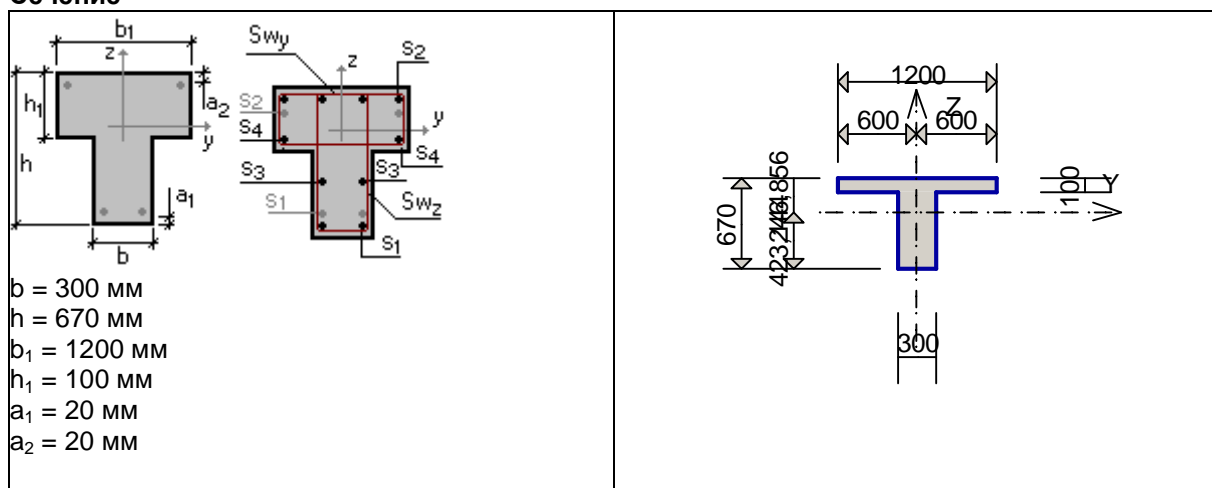 Сечение
b₁
z
h₁
a₂
y
h
a₁
b
Swy
S₂
z
S₂
y
S₄
S₄
S₃
S₃
S₁
Swz
S₁
b = 300 мм
h = 670 мм
b₁ = 1200 мм
h₁ = 100 мм
a₁ = 20 мм
a₂ = 20 мм
1200
Z
600
600
100
Y
670
300